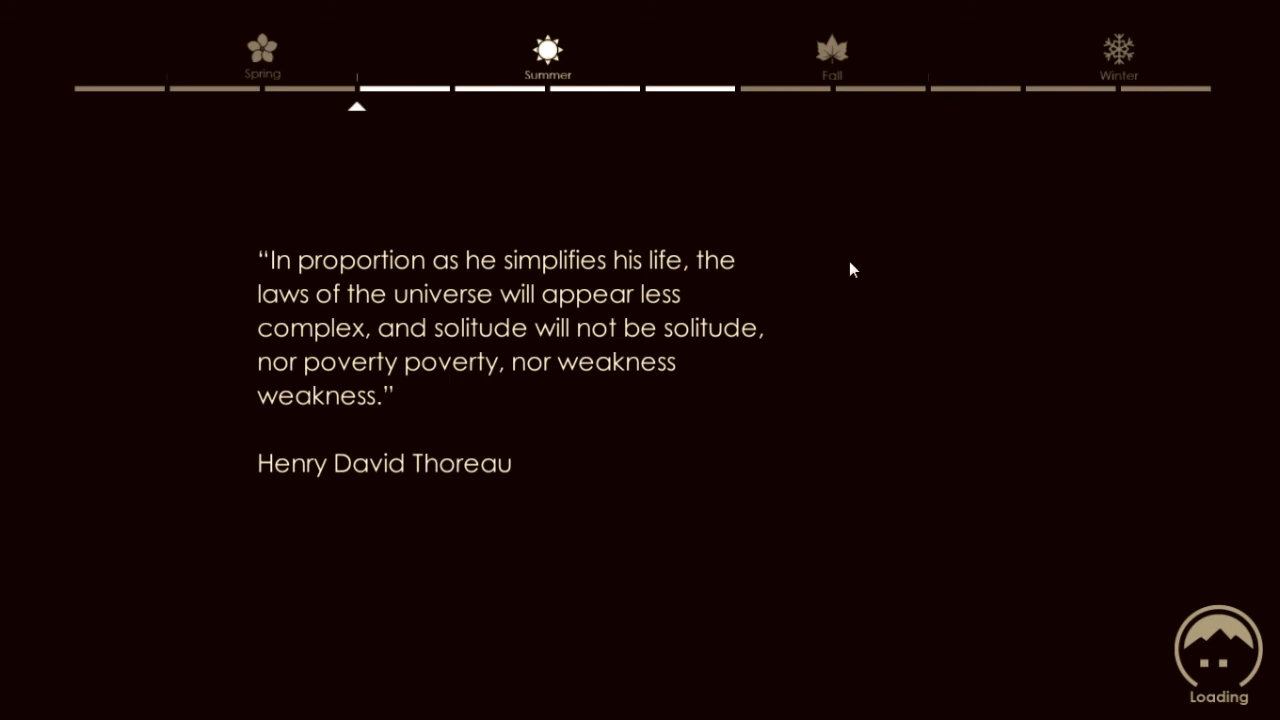 Spring
Summer
Fall
Winter
“In proportion as he simplifies his life, the
laws of the universe will appear less
complex, and solitude will not be solitude,
nor poverty poverty, nor weakness
weakness.”
Henry David Thoreau
Loading